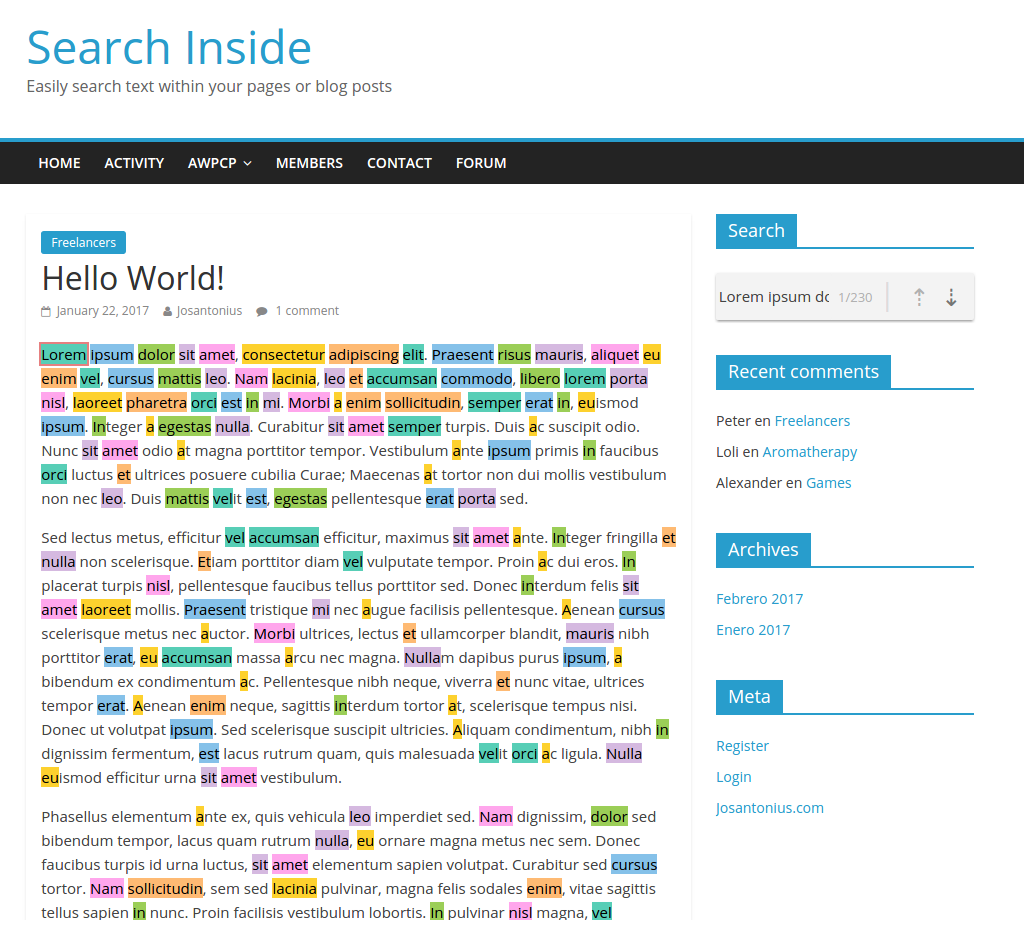 Search Inside
Easily search text within your pages or blog posts
HOME ACTIVITY AWPCP MEMBERS CONTACT FORUM
Freelancers
Hello World!
January 22, 2017 Josantonius 1 comment
Lorem ipsum dolor sit amet, consectetur adipiscing elit. Praesent risus mauris, aliquet eu
enim vel, cursus mattis leo. Nam lacinia, leo et accumsan commodo, libero lorem porta
nisl, laoreet pharetra orci est in mi. Morbi a enim sollicitudin, semper erat in, euismod
ipsum. Integer a egestas nulla. Curabitur sit amet semper turpis. Duis ac suscipit odio.
Nunc sit amet odio at magna porttitor tempor. Vestibulum ante ipsum primis in faucibus
orci luctus et ultrices posuere cubilia Curae; Maecenas at tortor non dui mollis vestibulum
non nec leo. Duis mattis velit est, egestas pellentesque erat porta sed.
Sed lectus metus, efficitur vel accumsan efficitur, maximus sit amet ante. Integer fringilla et
nulla non scelerisque. Etiam porttitor diam vel vulputate tempor. Proin ac dui eros. In
placerat turpis nisl, pellentesque faucibus tellus porttitor sed. Donec interdum felis sit
amet laoreet mollis. Praesent tristique mi nec augue facilisis pellentesque. Aenean cursus
scelerisque metus nec auctor. Morbi ultrices, lectus et ullamcorper blandit, mauris nibh
porttitor erat, eu accumsan massa arcu nec magna. Nullam dapibus purus ipsum, a
bibendum ex condimentum ac. Pellentesque nibh neque, viverra et nunc vitae, ultrices
tempor erat. Aenean enim neque, sagittis interdum tortor at, scelerisque tempus nisi.
Donec ut volutpat ipsum. Sed scelerisque suscipit ultricies. Aliquam condimentum, nibh in
dignissim fermentum, est lacus rutrum quam, quis malesuada velit orci ac ligula. Nulla
euismod efficitur urna sit amet vestibulum.
Phasellus elementum ante ex, quis vehicula leo imperdiet sed. Nam dignissim, dolor sed
bibendum tempor, lacus quam rutrum nulla, eu ornare magna metus nec sem. Donec
faucibus turpis id urna luctus, sit amet elementum sapien volutpat. Curabitur sed cursus
tortor. Nam sollicitudin, sem sed lacinia pulvinar, magna felis sodales enim, vitae sagittis
tellus sapien in nunc. Proin facilisis vestibulum lobortis. In pulvinar nisl magna, vel
Search
Lorem ipsum do 1/230
Recent comments
Peter en Freelancers
Loli en Aromatherapy
Alexander en Games
Archives
Febrero 2017
Enero 2017
Meta
Register
Login
Josantonius.com